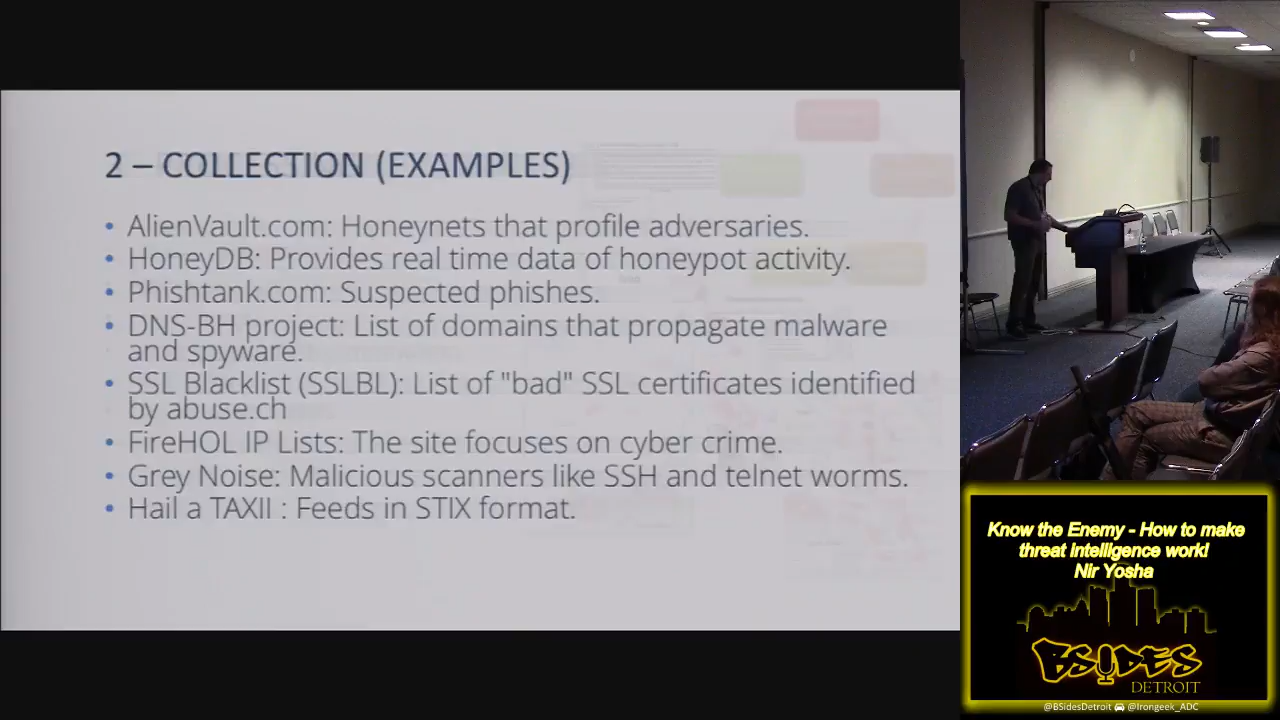 2 – COLLECTION (EXAMPLES)
• AlienVault.com: Honeynets that profile adversaries.
• HoneyDB: Provides real time data of honeypot activity.
• Phishtank.com: Suspected phishes.
• DNS-BH project: List of domains that propagate malware
and spyware.
• SSL Blacklist (SSLBL): List of "bad" SSL certificates identified
by abuse.ch
• FireHOL IP Lists: The site focuses on cyber crime.
• Grey Noise: Malicious scanners like SSH and telnet worms.
• Hail a TAXII : Feeds in STIX format.
Know the Enemy - How to make
threat intelligence work!
Nir Yosha
BSIDES
DETROIT
@BSidesDetroit @Irongeek_ADC